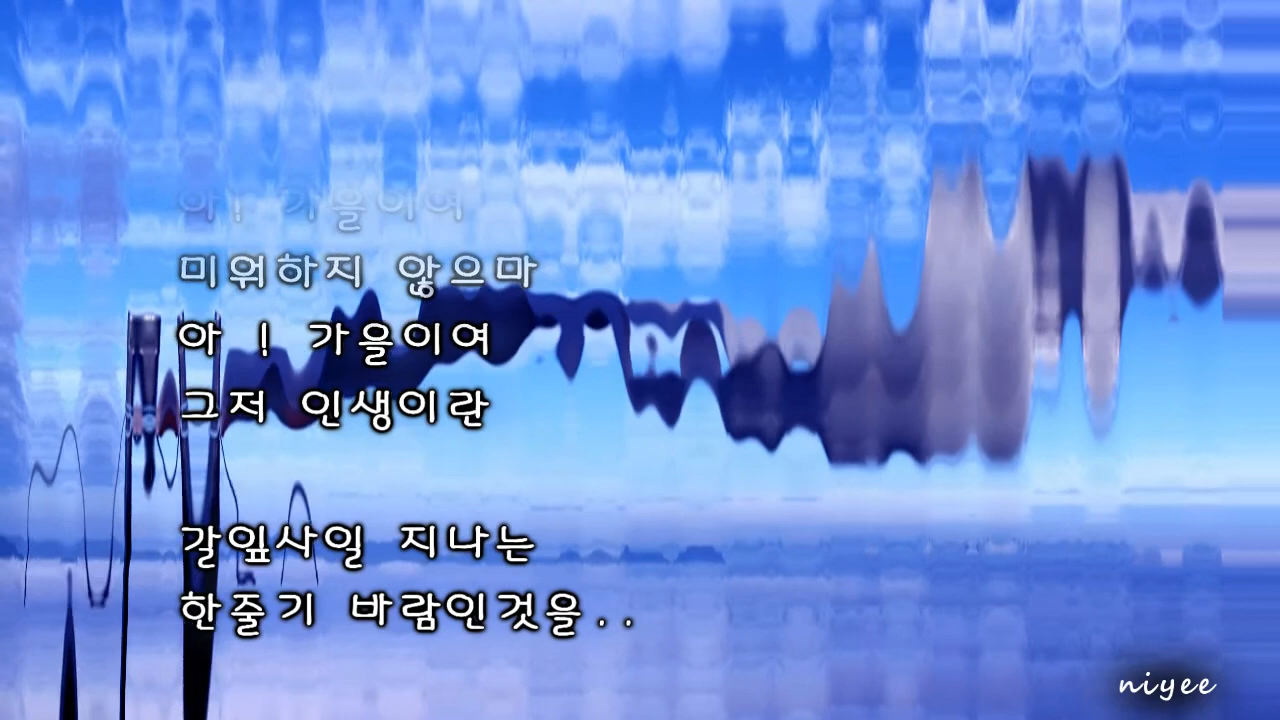 아! 가을이여
미워하지 않으마
아 ! 가을이여
그저 인생이란
갈잎사일 지나는
한줄기 바람인것을..
niyee